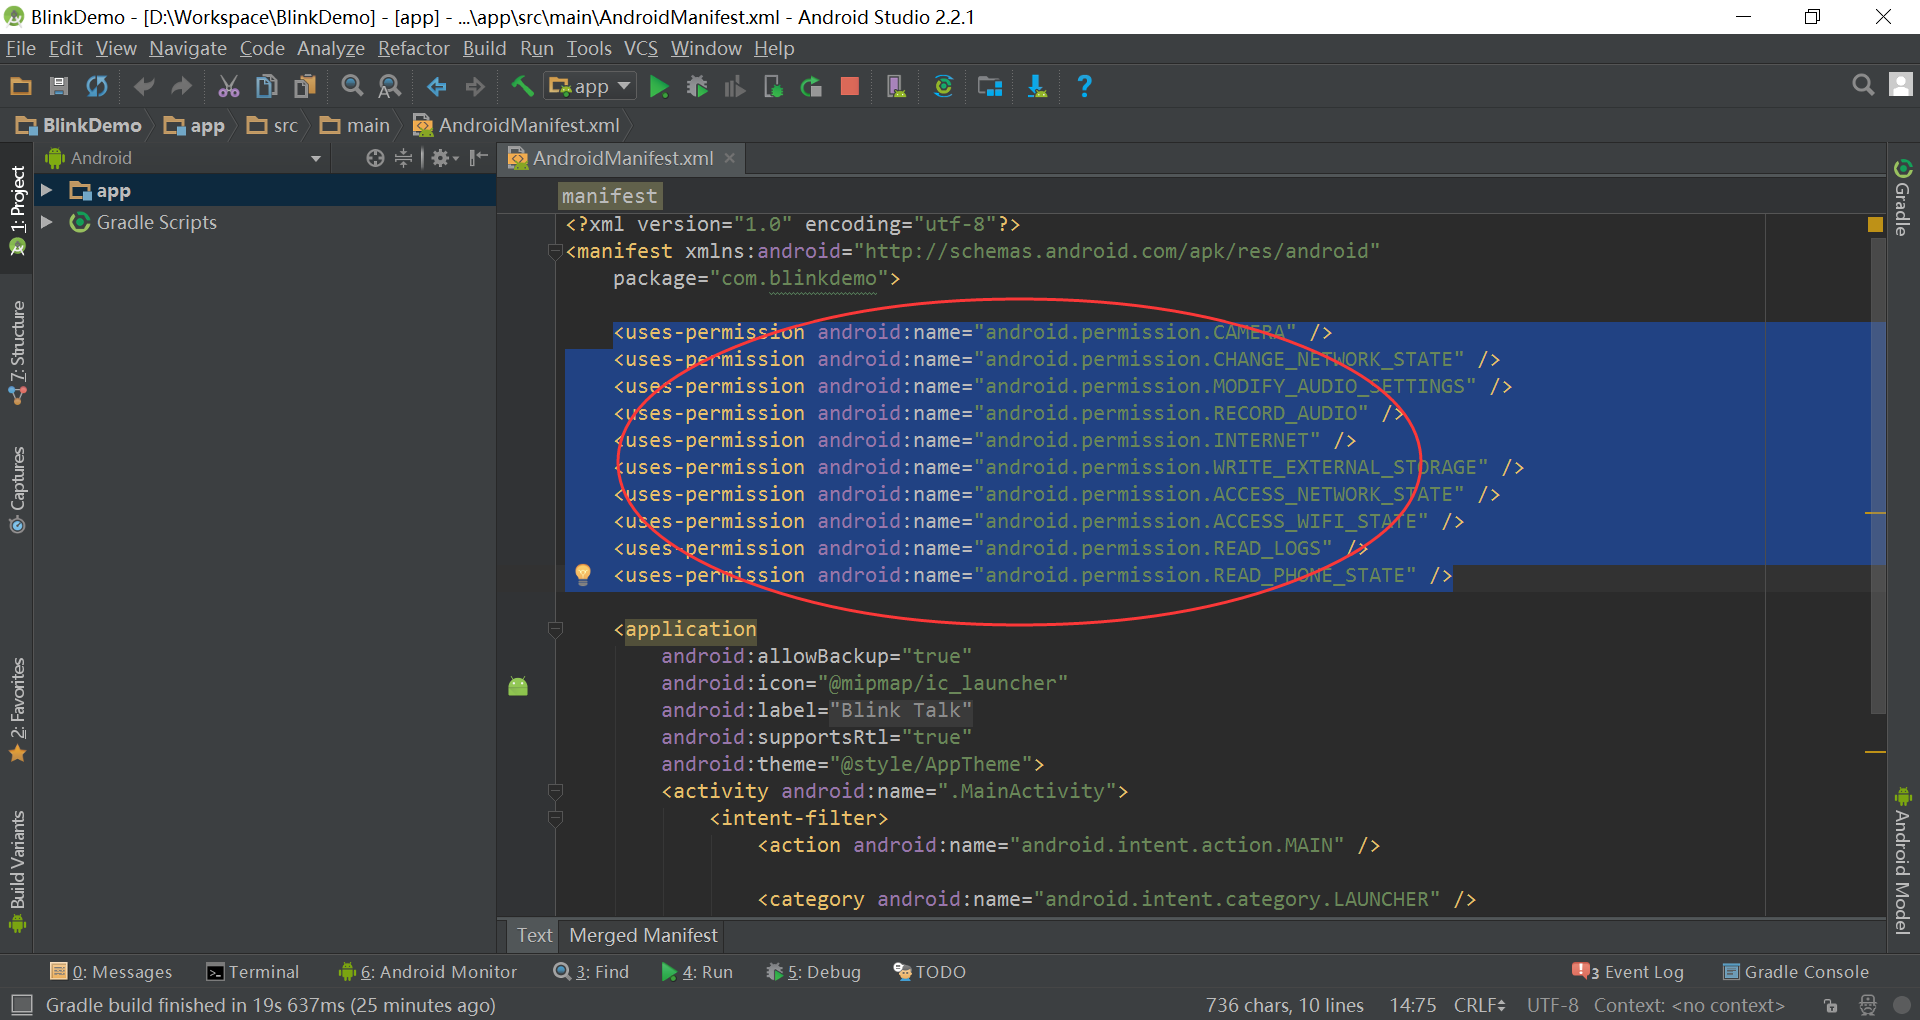 BlinkDemo - [D:\Workspace\BlinkDemo] - [app] - ...\app\src\main\AndroidManifest.xml - Android Studio 2.2.1
File Edit View Navigate Code Analyze Refactor Build Run Tools VCS Window Help
app
BlinkDemo app src main AndroidManifest.xml
Android
AndroidManifest.xml
app
Gradle Scripts
1: Project
7: Structure
Captures
2: Favorites
Build Variants
manifest
<?xml version="1.0" encoding="utf-8"?>
<manifest xmlns:android="http://schemas.android.com/apk/res/android"
package="com.blinkdemo">
<uses-permission android:name="android.permission.CAMERA" />
<uses-permission android:name="android.permission.CHANGE_NETWORK_STATE" />
<uses-permission android:name="android.permission.MODIFY_AUDIO_SETTINGS" />
<uses-permission android:name="android.permission.RECORD_AUDIO" />
<uses-permission android:name="android.permission.INTERNET" />
<uses-permission android:name="android.permission.WRITE_EXTERNAL_STORAGE" />
<uses-permission android:name="android.permission.ACCESS_NETWORK_STATE" />
<uses-permission android:name="android.permission.ACCESS_WIFI_STATE" />
<uses-permission android:name="android.permission.READ_LOGS" />
<uses-permission android:name="android.permission.READ_PHONE_STATE" />
<application
android:allowBackup="true"
android:icon="@mipmap/ic_launcher"
android:label="Blink Talk"
android:supportsRtl="true"
android:theme="@style/AppTheme">
<activity android:name=".MainActivity">
<intent-filter>
<action android:name="android.intent.action.MAIN" />
<category android:name="android.intent.category.LAUNCHER" />
Gradle
Android Model
Text Merged Manifest
0: Messages Terminal 6: Android Monitor 3: Find 4: Run 5: Debug TODO 3 Event Log Gradle Console
Gradle build finished in 19s 637ms (25 minutes ago) 736 chars, 10 lines 14:75 CRLF UTF-8 Context: <no context>